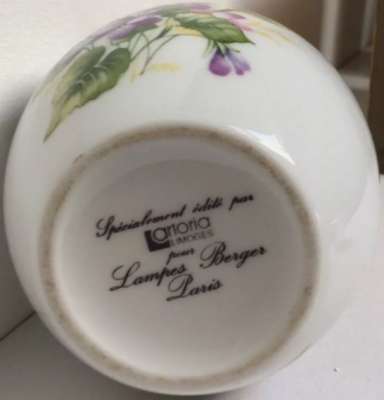 Spécialement édité par
artoria
LIMOGES
pour
Lampes Berger
Paris